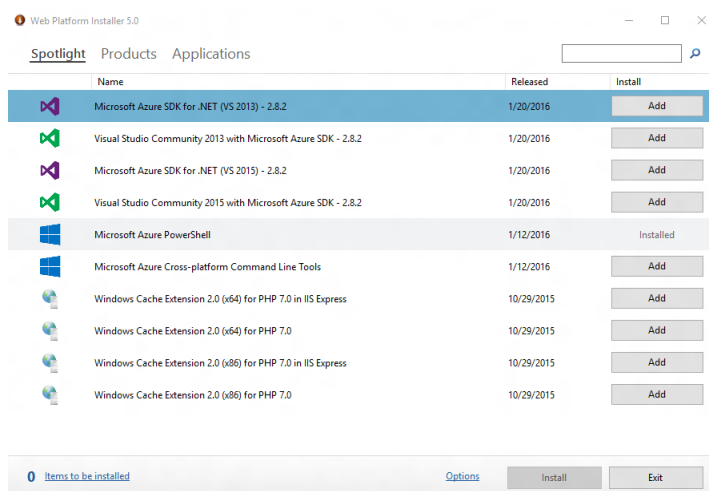 Web Platform Installer 5.0
Spotlight Products Applications
Name Released Install
Microsoft Azure SDK for .NET (VS 2013) - 2.8.2 1/20/2016 Add
Visual Studio Community 2013 with Microsoft Azure SDK - 2.8.2 1/20/2016 Add
Microsoft Azure SDK for .NET (VS 2015) - 2.8.2 1/20/2016 Add
Visual Studio Community 2015 with Microsoft Azure SDK - 2.8.2 1/20/2016 Add
Microsoft Azure PowerShell 1/12/2016 Installed
Microsoft Azure Cross-platform Command Line Tools 1/12/2016 Add
Windows Cache Extension 2.0 (x64) for PHP 7.0 in IIS Express 10/29/2015 Add
Windows Cache Extension 2.0 (x64) for PHP 7.0 10/29/2015 Add
Windows Cache Extension 2.0 (x86) for PHP 7.0 in IIS Express 10/29/2015 Add
Windows Cache Extension 2.0 (x86) for PHP 7.0 10/29/2015 Add
0 Items to be installed Options Install Exit